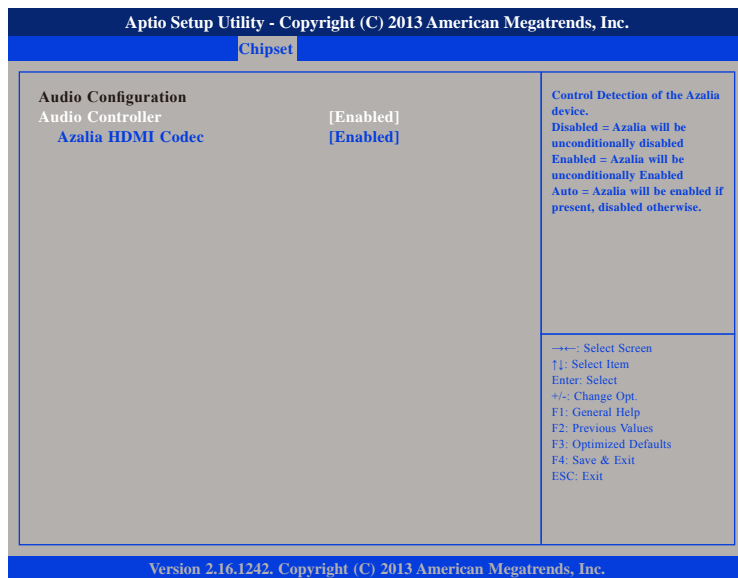 Aptio Setup Utility - Copyright (C) 2013 American Megatrends, Inc.
Chipset
Audio Configuration
Audio Controller [Enabled]
Azalia HDMI Codec [Enabled]
Control Detection of the Azalia
device.
Disabled = Azalia will be
unconditionally disabled
Enabled = Azalia will be
unconditionally Enabled
Auto = Azalia will be enabled if
present, disabled otherwise.
→←: Select Screen
↑↓: Select Item
Enter: Select
+/-: Change Opt.
F1: General Help
F2: Previous Values
F3: Optimized Defaults
F4: Save & Exit
ESC: Exit
Version 2.16.1242. Copyright (C) 2013 American Megatrends, Inc.